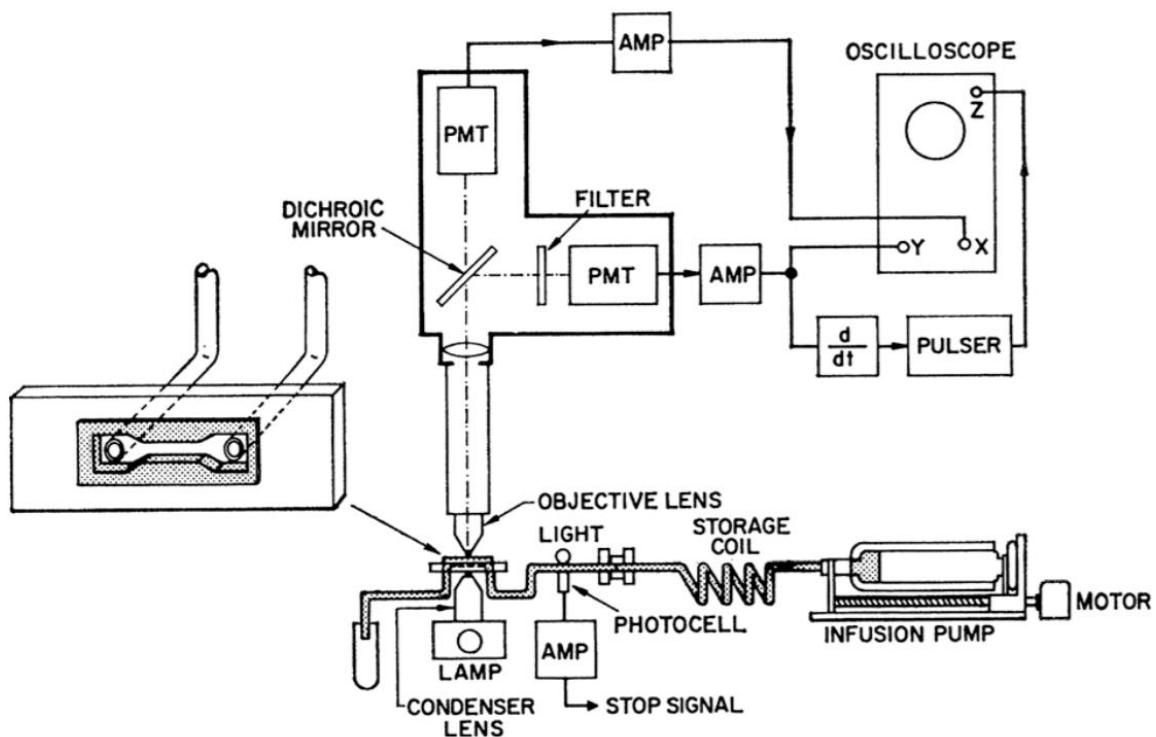 AMP
OSCILLOSCOPE
Z
PMT
DICHROIC
MIRROR
FILTER
PMT
AMP
Y
X
d
dt
PULSER
OBJECTIVE LENS
LIGHT
STORAGE
COIL
PHOTOCELL
MOTOR
INFUSION PUMP
LAMP
AMP
CONDENSER
LENS
STOP SIGNAL